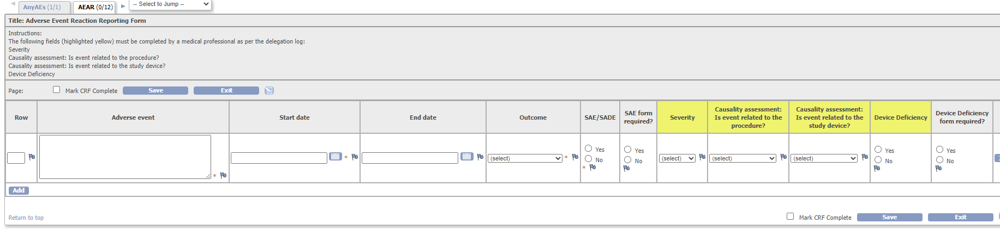 AnyAEs (1/1) AEAR (0/12) -- Select to Jump --
Title: Adverse Event Reaction Reporting Form
Instructions:
The following fields (highlighted yellow) must be completed by a medical professional as per the delegation log:
Severity
Causality assessment: Is event related to the procedure?
Causality assessment: Is event related to the study device?
Device Deficiency
Page: Mark CRF Complete Save Exit
Row
Adverse event
Start date
End date
Outcome
SAE/SADE
SAE form
required?
Severity
Causality assessment:
Is event related to the
procedure?
Causality assessment:
Is event related to the
study device?
Device Deficiency
Device Deficiency
form required?
*
*
(select) *
Yes
No
*
Yes
No
(select)
(select)
(select)
Yes
No
Yes
No
Add
Return to top
Mark CRF Complete Save Exit